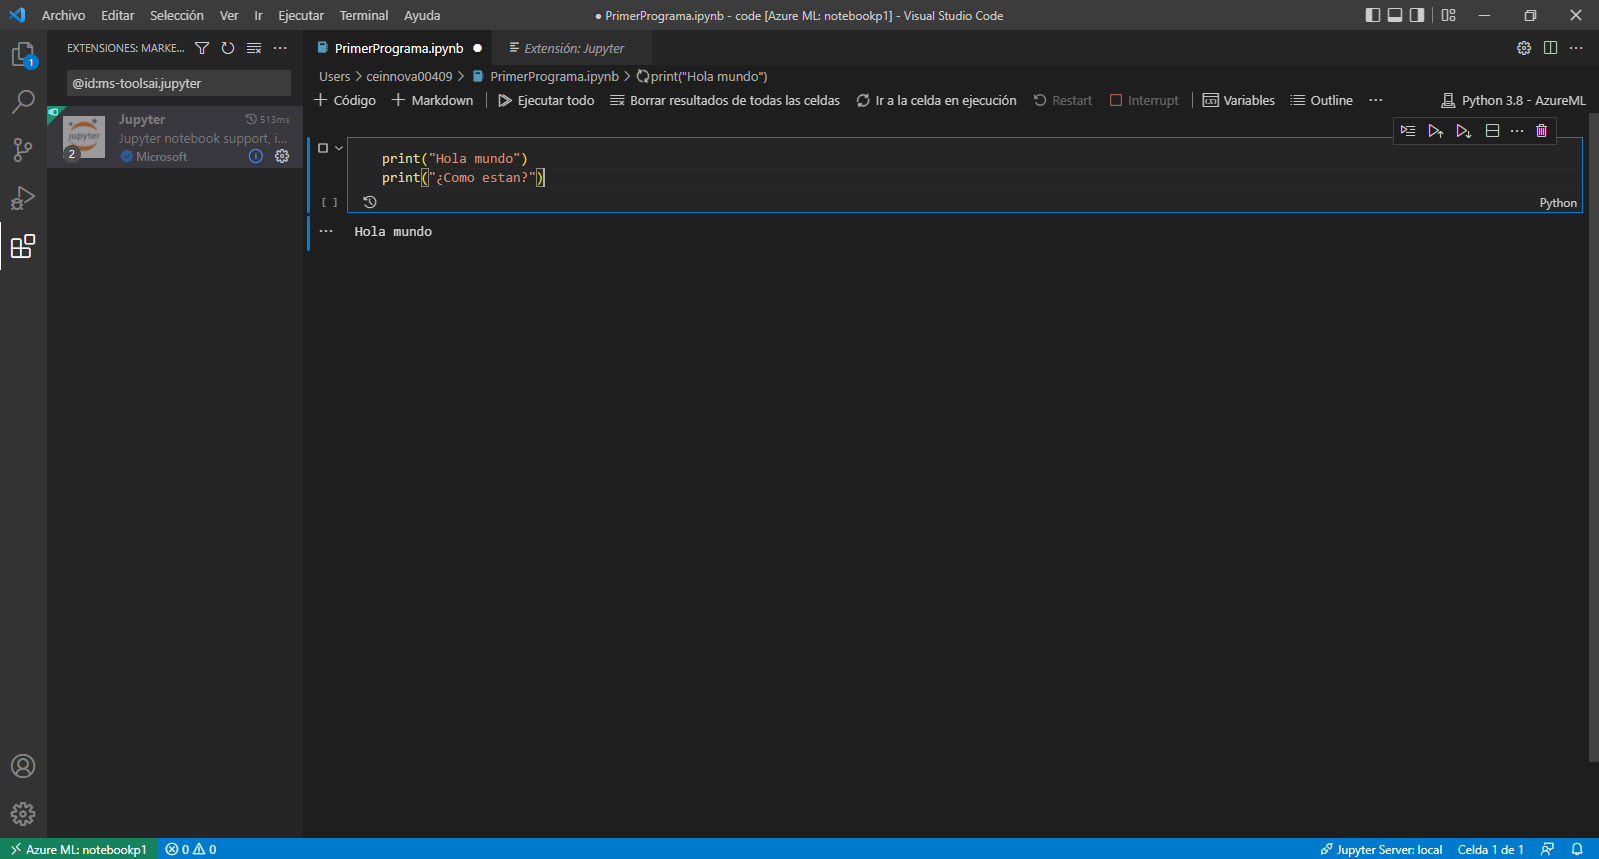 Archivo Editar Selección Ver Ir Ejecutar Terminal Ayuda
● PrimerPrograma.ipynb - code [Azure ML: notebookp1] - Visual Studio Code
EXTENSIONES: MARKE...
PrimerPrograma.ipynb ●
Extensión: Jupyter
1
@id:ms-toolsai.jupyter
Users > ceinnova00409 > PrimerPrograma.ipynb > print("Hola mundo")
+ Código + Markdown Ejecutar todo Borrar resultados de todas las celdas Ir a la celda en ejecución Restart Interrupt Variables Outline ... Python 3.8 - AzureML
jupyter
2
Jupyter 513ms
Jupyter notebook support, i...
Microsoft
print("Hola mundo")
print("¿Como estan?")
[ ]
Python
... Hola mundo
Azure ML: notebookp1 0 0
Jupyter Server: local Celda 1 de 1